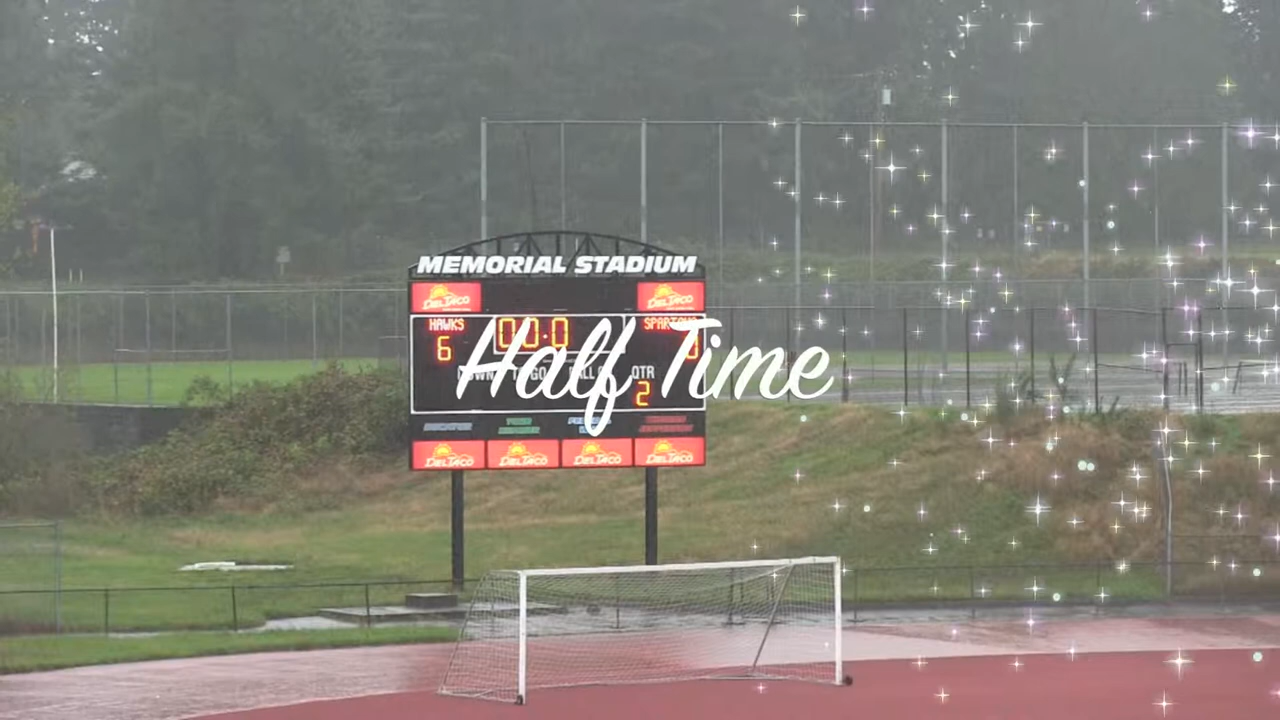 MEMORIAL STADIUM
DEL TACO DEL TACO
HAWKS 00:0 SPARTANS
6
Half Time
QTR
2
DEL TACO DEL TACO DEL TACO DEL TACO